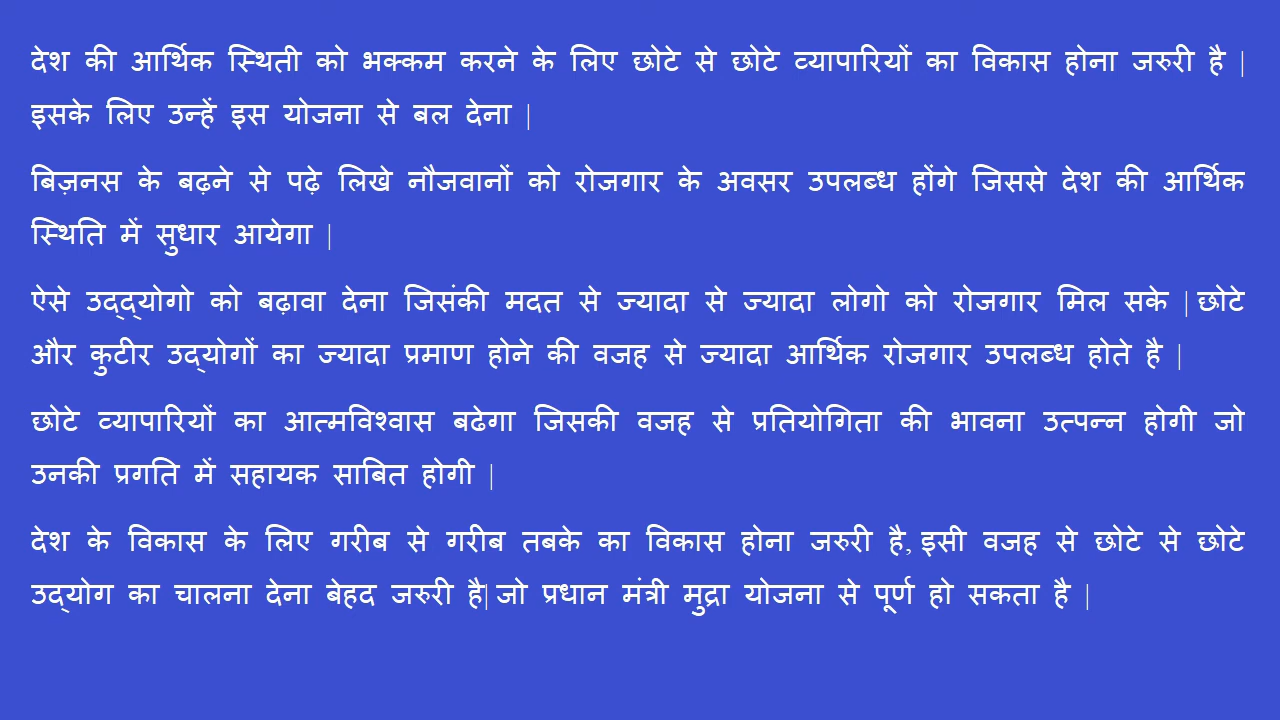 देश की आर्थिक स्थिती को भक्कम करने के लिए छोटे से छोटे व्यापारियों का विकास होना जरुरी है |
इसके लिए उन्हें इस योजना से बल देना |
बिज़नस के बढ़ने से पढ़े लिखे नौजवानों को रोजगार के अवसर उपलब्ध होंगे जिससे देश की आर्थिक
स्थिति में सुधार आयेगा |
ऐसे उद्द्योगो को बढ़ावा देना जिसंकी मदत से ज्यादा से ज्यादा लोगो को रोजगार मिल सके | छोटे
और कुटीर उद्योगों का ज्यादा प्रमाण होने की वजह से ज्यादा आर्थिक रोजगार उपलब्ध होते है |
छोटे व्यापारियों का आत्मविश्वास बढेगा जिसकी वजह से प्रतियोगिता की भावना उत्पन्न होगी जो
उनकी प्रगति में सहायक साबित होगी |
देश के विकास के लिए गरीब से गरीब तबके का विकास होना जरुरी है, इसी वजह से छोटे से छोटे
उद्योग का चालना देना बेहद जरुरी है| जो प्रधान मंत्री मुद्रा योजना से पूर्ण हो सकता है |